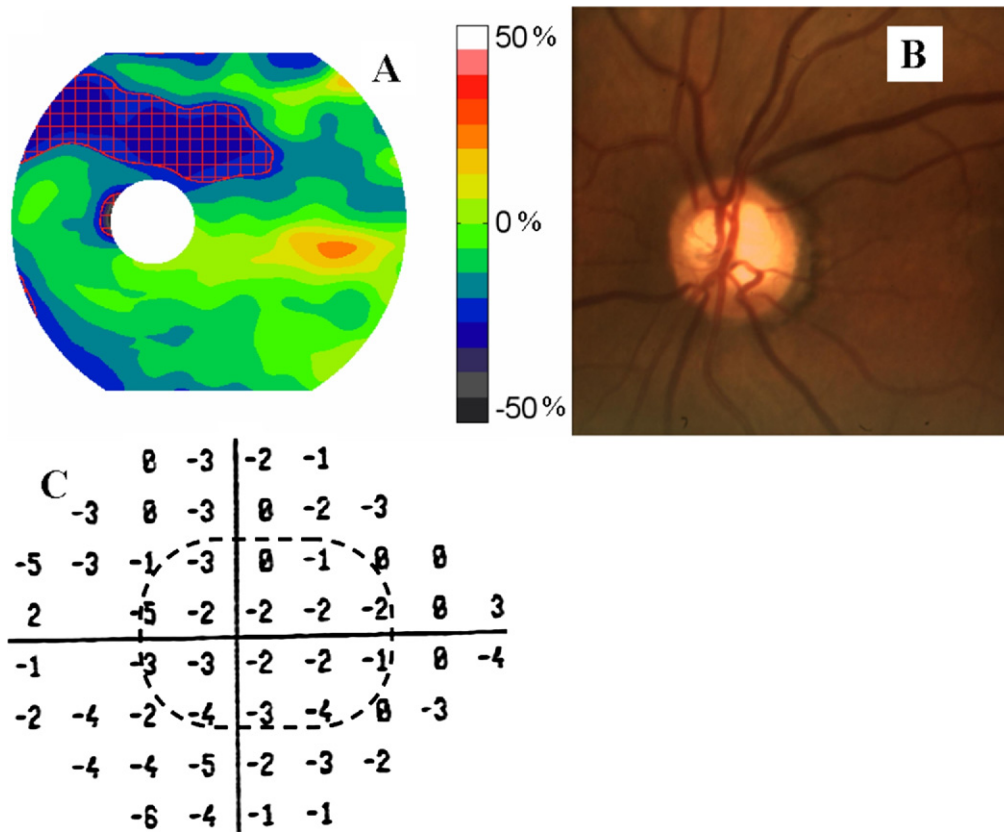 A
50 %
0 %
-50 %
B
C
0 -3 -2 -1
-3 0 -3 0 -2 -3
-5 -3 -1 -3 0 -1 0 0
2 -5 -2 -2 -2 -2 0 3
-1 -3 -3 -2 -2 -1 0 -4
-2 -4 -2 -4 -3 -4 0 -3
-4 -4 -5 -2 -3 -2
-6 -4 -1 -1